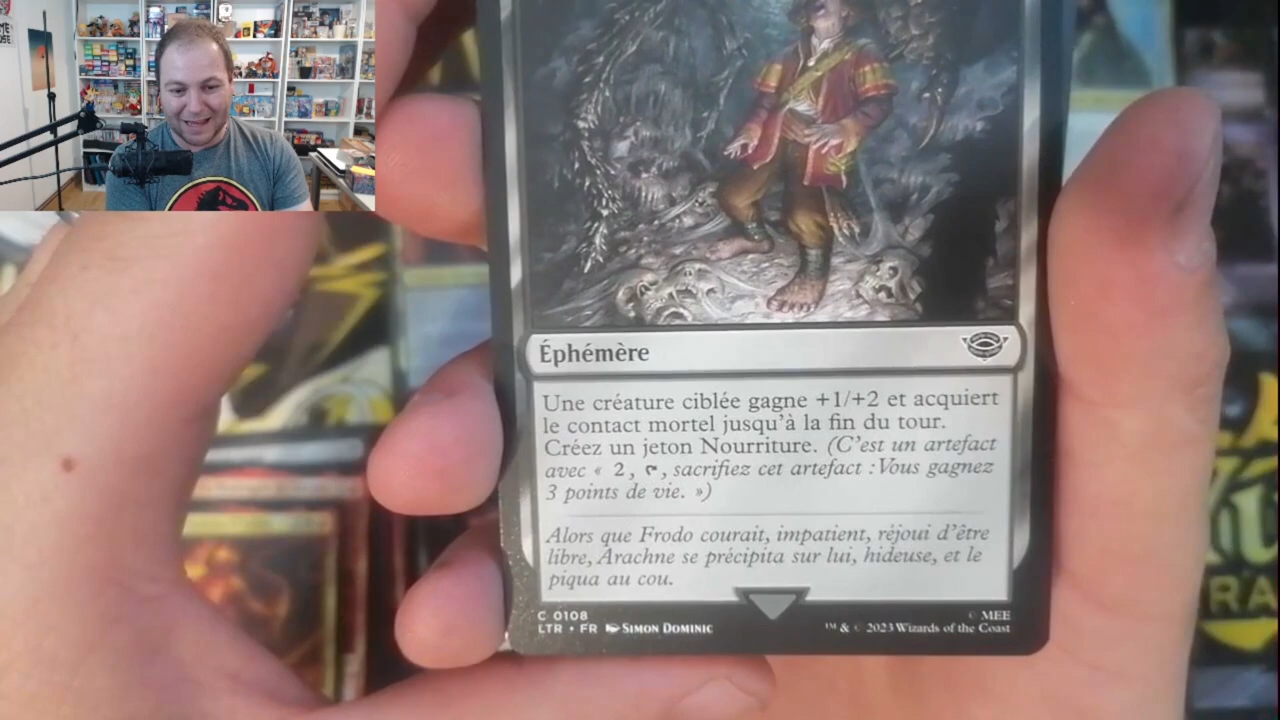 Éphémère
Une créature ciblée gagne +1/+2 et acquiert
le contact mortel jusqu'à la fin du tour.
Créez un jeton Nourriture. (C'est un artefact
avec « 2, , sacrifiez cet artefact : Vous gagnez
3 points de vie. »)
Alors que Frodo courait, impatient, réjoui d'être
libre, Arachne se précipita sur lui, hideuse, et le
piqua au cou.
C 0108
LTR • FR SIMON DOMINIC
© MEE
™ & © 2023 Wizards of the Coast